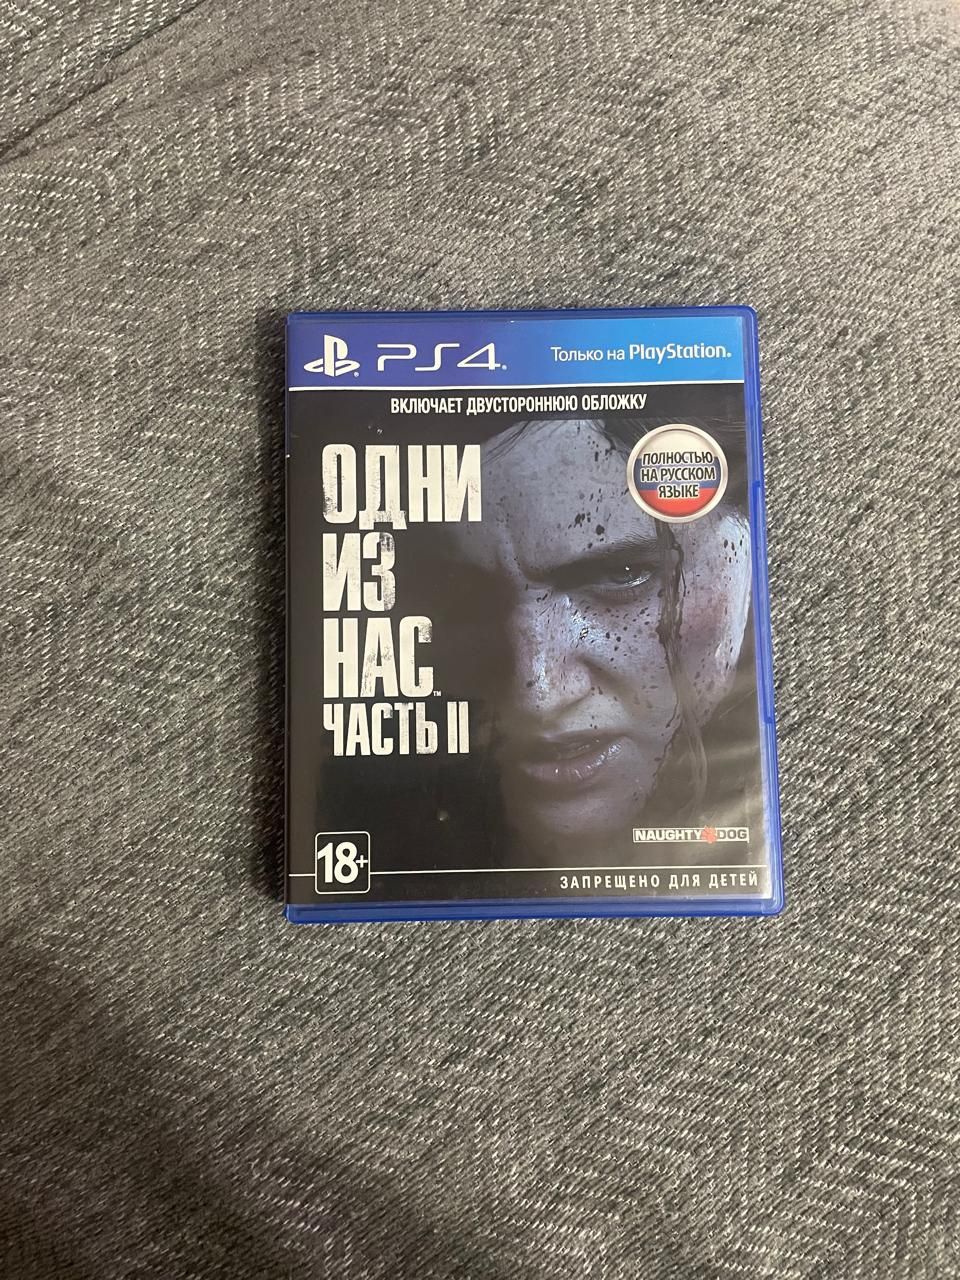 PS4
Только на PlayStation
ВКЛЮЧАЕТ ДВУСТОРОННЮЮ ОБЛОЖКУ
ПОЛНОСТЬЮ
НА РУССКОМ
ЯЗЫКЕ
ОДНИ
ИЗ
НАС™
ЧАСТЬ II
NAUGHTY DOG
18+
ЗАПРЕЩЕНО ДЛЯ ДЕТЕЙ